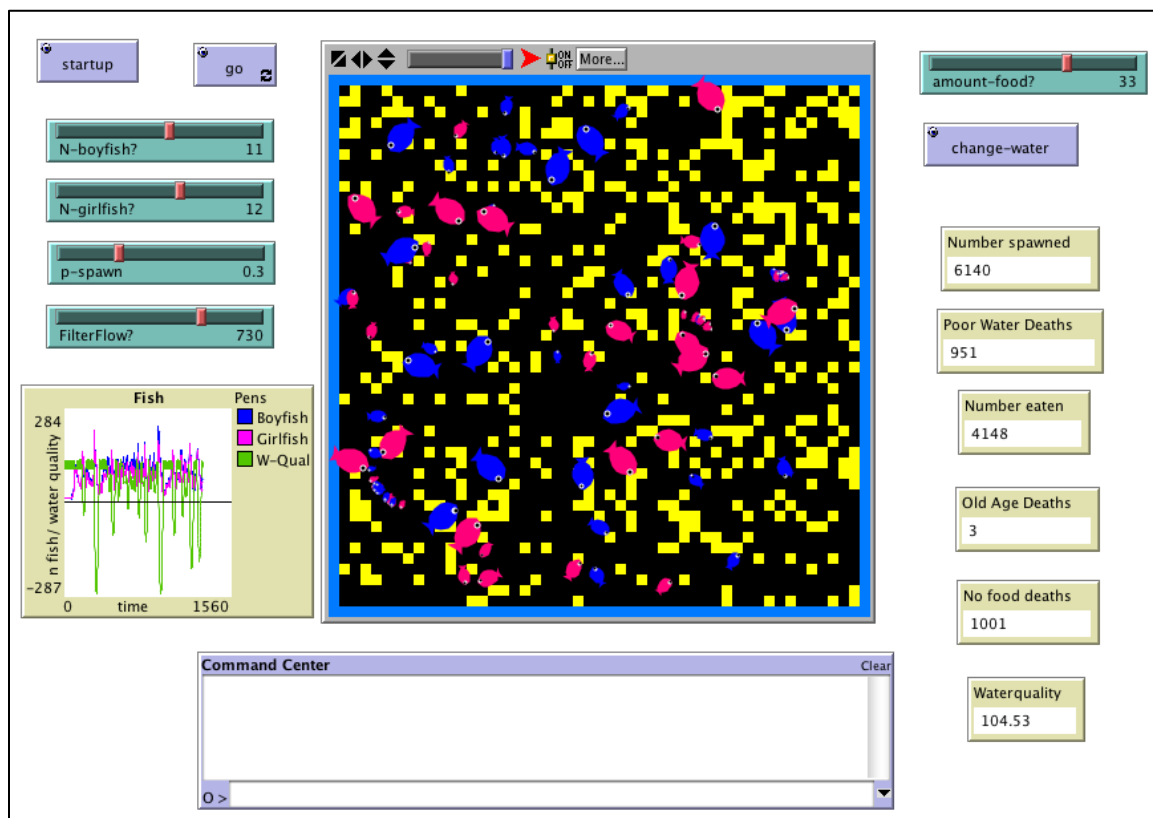 startup
go
ON
OFF
More...
amount-food?
33
N-boyfish?
11
change-water
N-girlfish?
12
p-spawn
0.3
FilterFlow?
730
Number spawned
6140
Poor Water Deaths
951
Number eaten
4148
Old Age Deaths
3
No food deaths
1001
Waterquality
104.53
Fish
Pens
Boyfish
Girlfish
W-Qual
284
n fish/ water quality
-287
0
time
1560
Command Center
Clear
O >